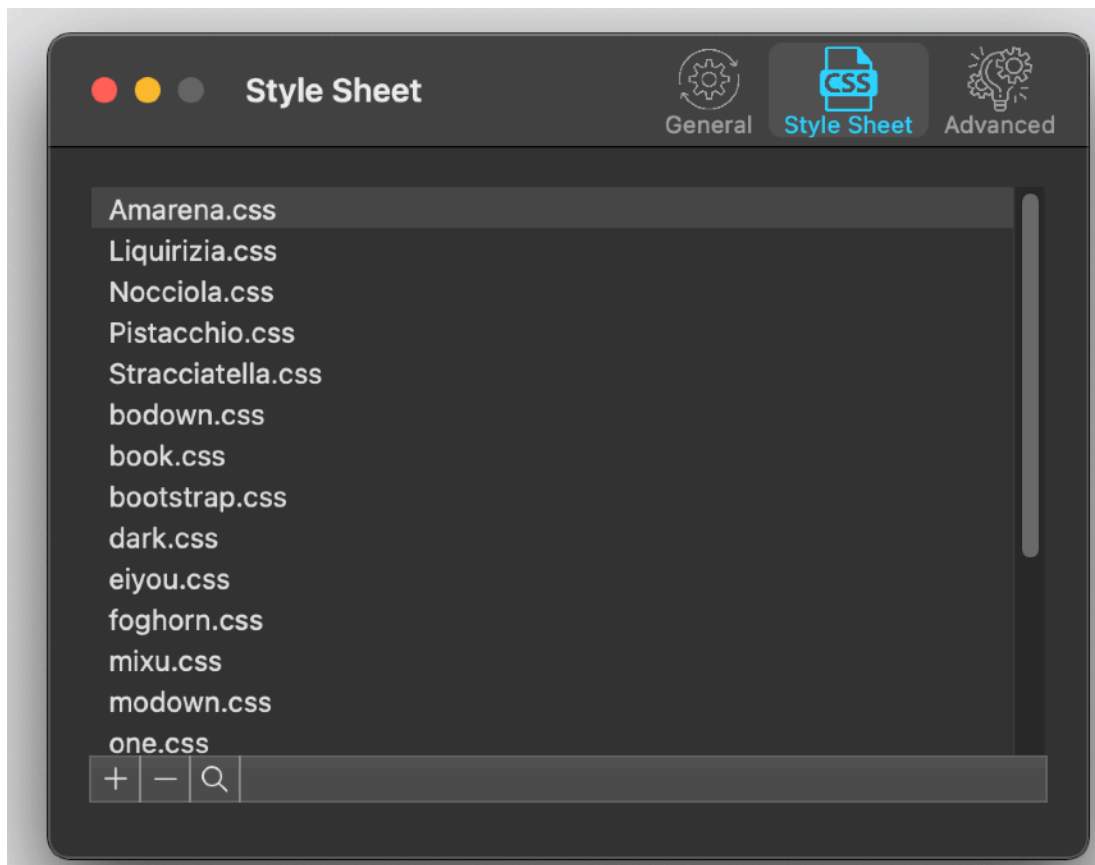 Style Sheet
General
CSS
Style Sheet
Advanced
Amarena.css
Liquirizia.css
Nocciola.css
Pistacchio.css
Stracciatella.css
bodown.css
book.css
bootstrap.css
dark.css
eiyou.css
foghorn.css
mixu.css
modown.css
one.css